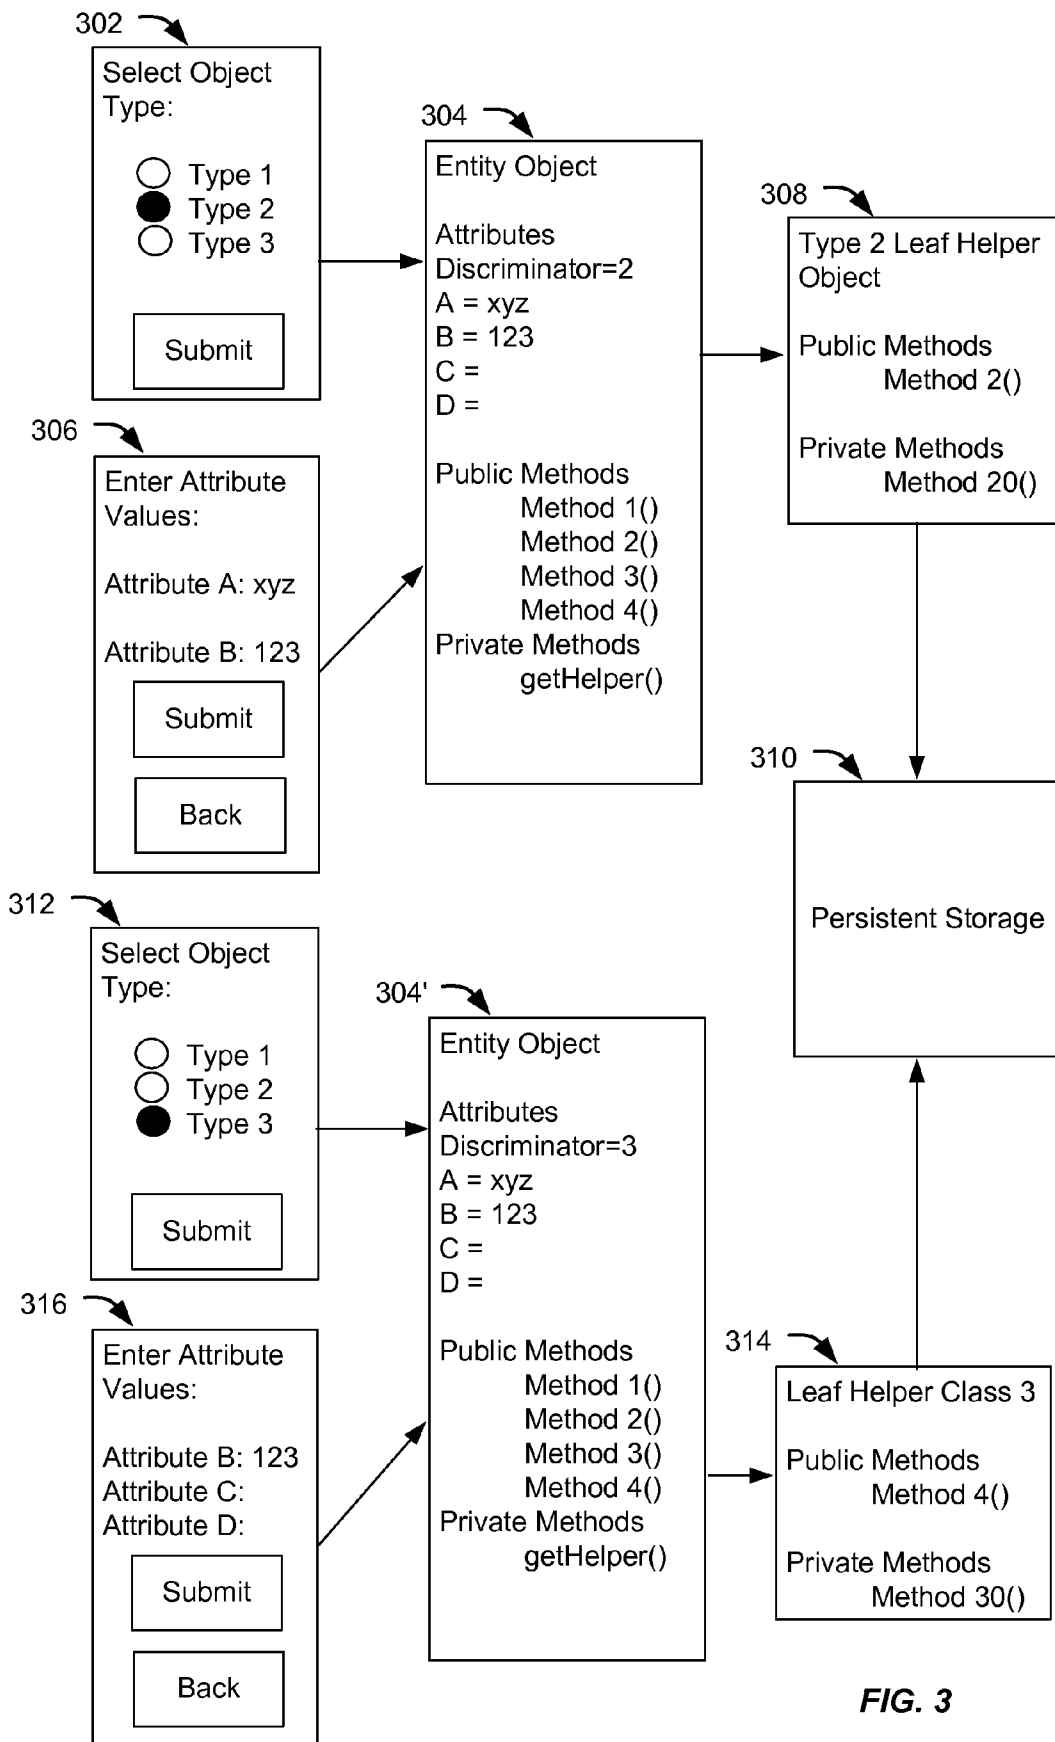 302
Select Object
Type:
Type 1
Type 2
Type 3
Submit
304
Entity Object
Attributes
Discriminator=2
A = xyz
B = 123
C =
D =
Public Methods
Method 1()
Method 2()
Method 3()
Method 4()
Private Methods
getHelper()
308
Type 2 Leaf Helper
Object
Public Methods
Method 2()
Private Methods
Method 20()
306
Enter Attribute
Values:
Attribute A: xyz
Attribute B: 123
Submit
Back
310
Persistent Storage
312
Select Object
Type:
Type 1
Type 2
Type 3
Submit
304'
Entity Object
Attributes
Discriminator=3
A = xyz
B = 123
C =
D =
Public Methods
Method 1()
Method 2()
Method 3()
Method 4()
Private Methods
getHelper()
316
Enter Attribute
Values:
Attribute B: 123
Attribute C:
Attribute D:
Submit
Back
314
Leaf Helper Class 3
Public Methods
Method 4()
Private Methods
Method 30()
FIG. 3